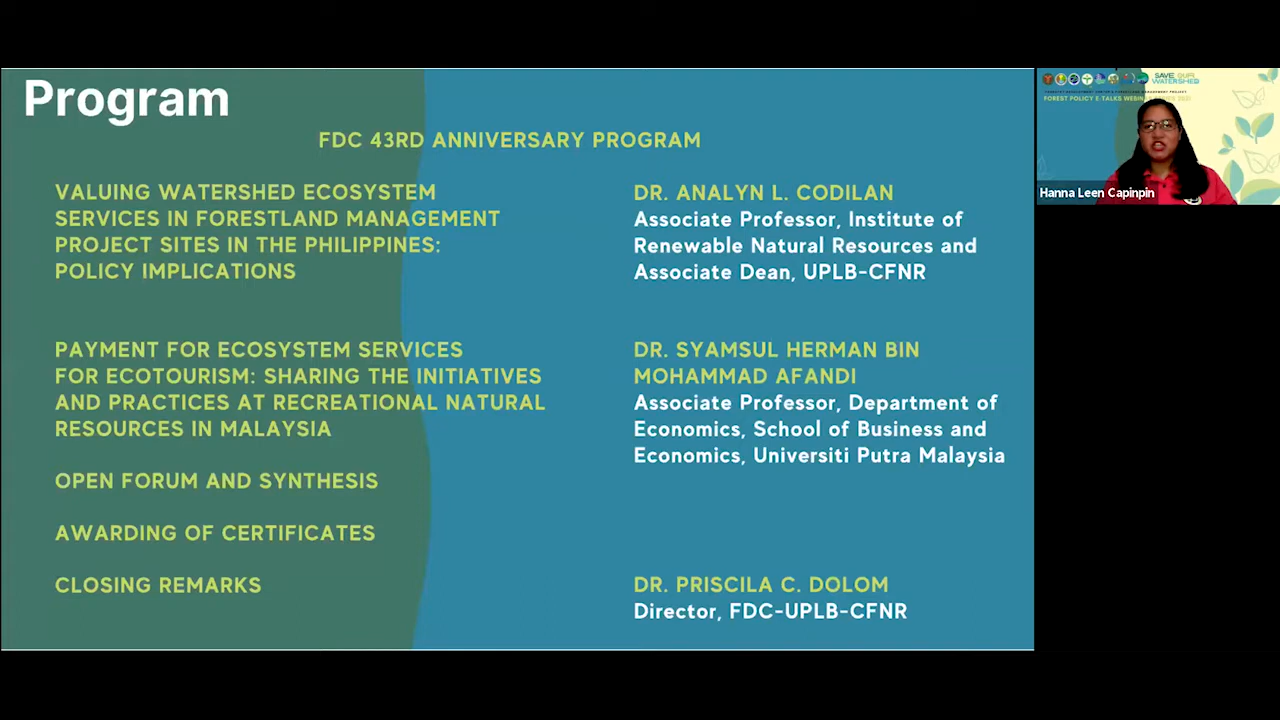 Program
FDC 43RD ANNIVERSARY PROGRAM
VALUING WATERSHED ECOSYSTEM
SERVICES IN FORESTLAND MANAGEMENT
PROJECT SITES IN THE PHILIPPINES:
POLICY IMPLICATIONS
DR. ANALYN L. CODILAN
Associate Professor, Institute of
Renewable Natural Resources and
Associate Dean, UPLB-CFNR
PAYMENT FOR ECOSYSTEM SERVICES
FOR ECOTOURISM: SHARING THE INITIATIVES
AND PRACTICES AT RECREATIONAL NATURAL
RESOURCES IN MALAYSIA
DR. SYAMSUL HERMAN BIN
MOHAMMAD AFANDI
Associate Professor, Department of
Economics, School of Business and
Economics, Universiti Putra Malaysia
OPEN FORUM AND SYNTHESIS
AWARDING OF CERTIFICATES
CLOSING REMARKS
DR. PRISCILA C. DOLOM
Director, FDC-UPLB-CFNR
SAVE OUR
WATERSHED
FOREST POLICY E-TALKS
Hanna Leen Capinpin